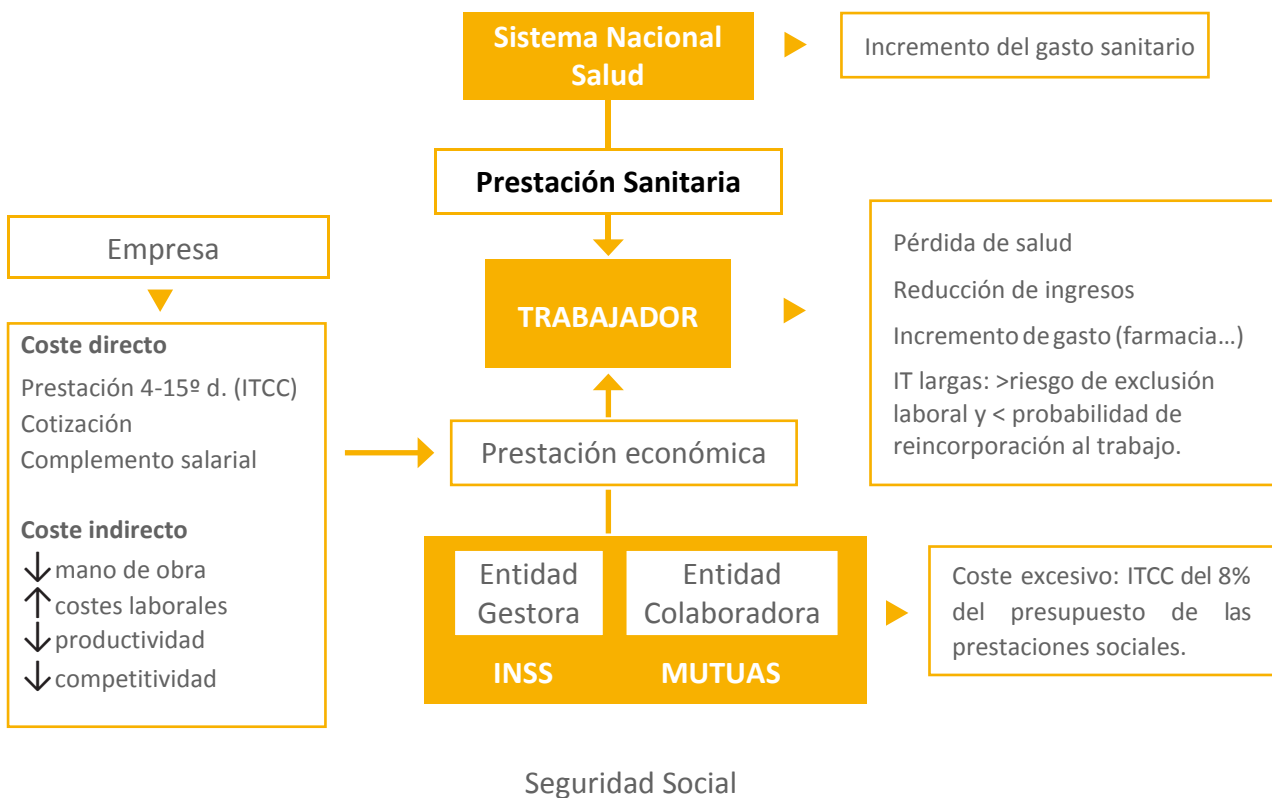 Sistema Nacional
Salud
Incremento del gasto sanitario
Prestación Sanitaria
Empresa
TRABAJADOR
Pérdida de salud
Reducción de ingresos
Incremento de gasto (farmacia...)
IT largas: >riesgo de exclusión
laboral y < probabilidad de
reincorporación al trabajo.
Coste directo
Prestación 4-15º d. (ITCC)
Cotización
Complemento salarial
Coste indirecto
↓ mano de obra
↑ costes laborales
↓ productividad
↓ competitividad
Prestación económica
Entidad
Gestora
INSS
Entidad
Colaboradora
MUTUAS
Coste excesivo: ITCC del 8%
del presupuesto de las
prestaciones sociales.
Seguridad Social